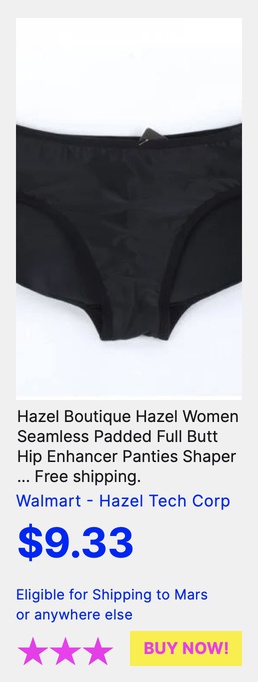 Hazel Boutique Hazel Women
Seamless Padded Full Butt
Hip Enhancer Panties Shaper
... Free shipping.
Walmart - Hazel Tech Corp
$9.33
Eligible for Shipping to Mars
or anywhere else
BUY NOW!